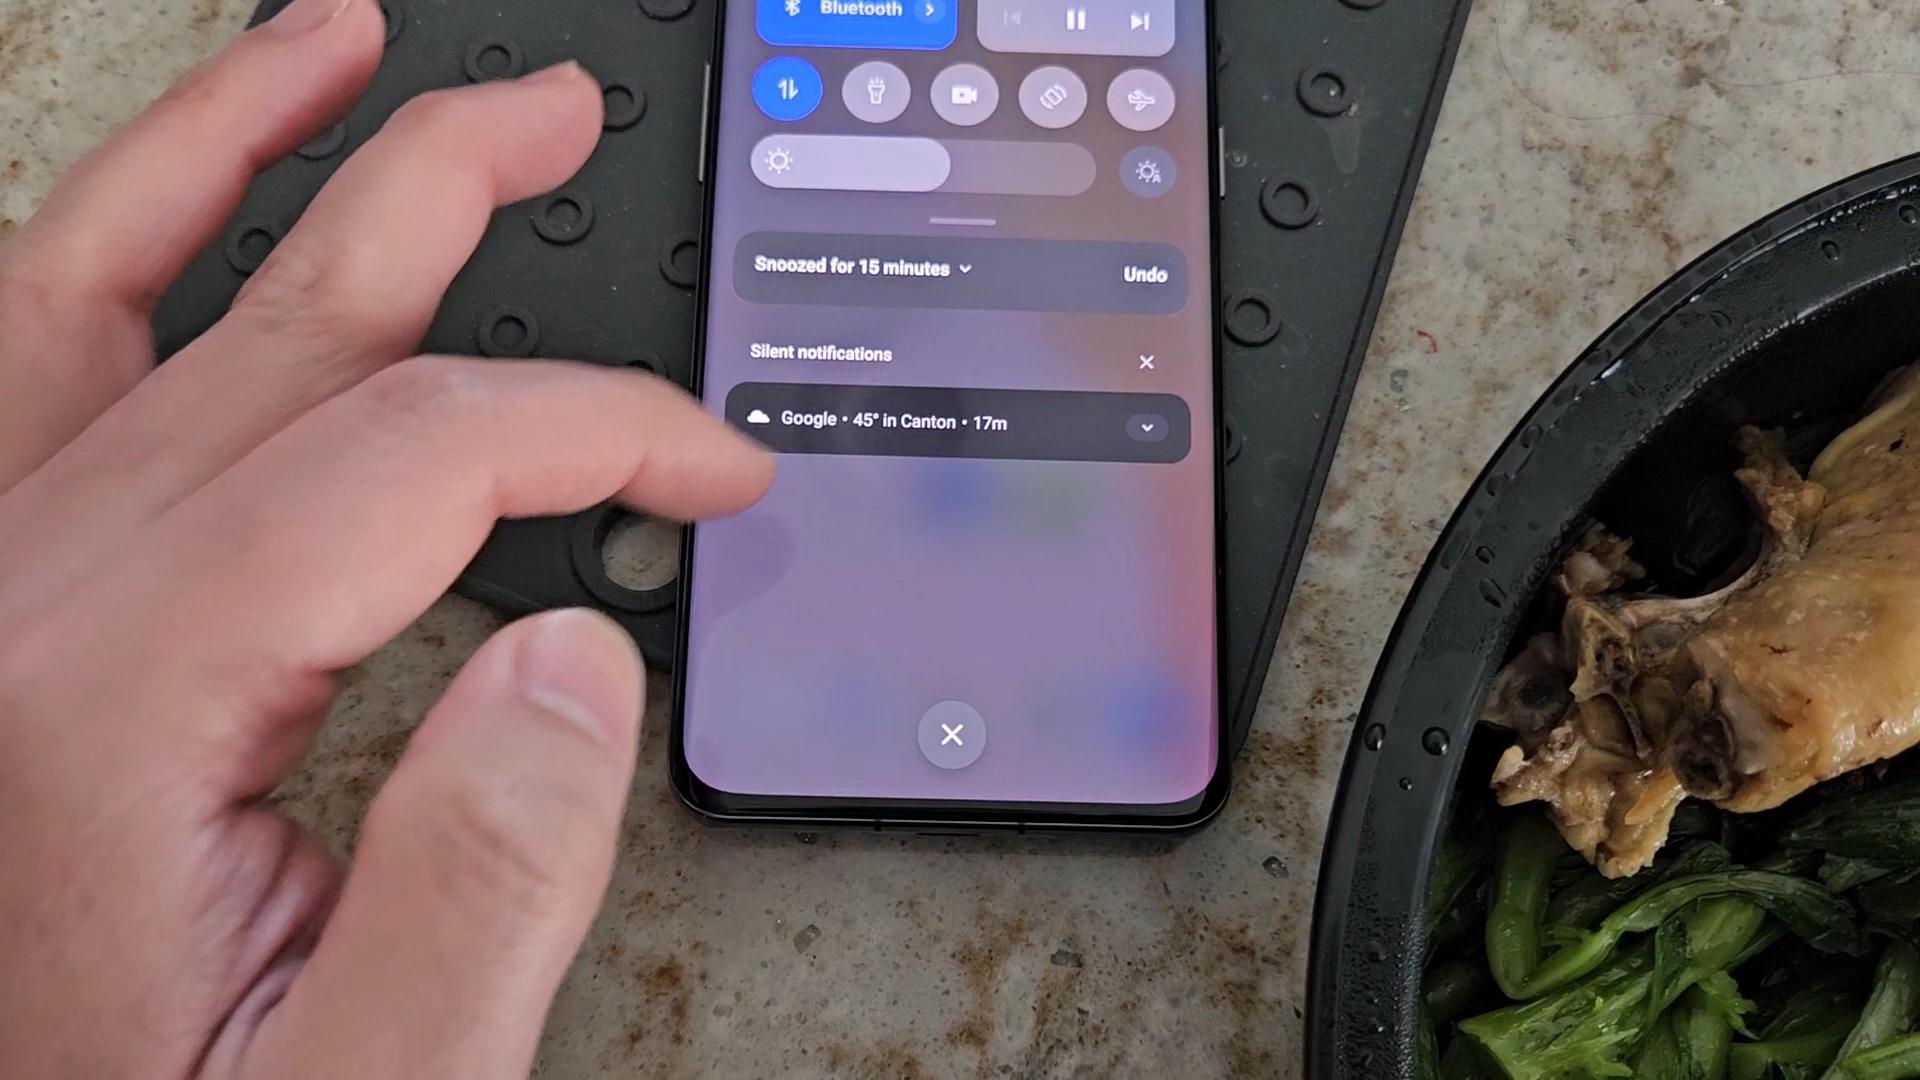 Bluetooth
Snoozed for 15 minutes
Undo
Silent notifications
Google • 45° in Canton • 17m